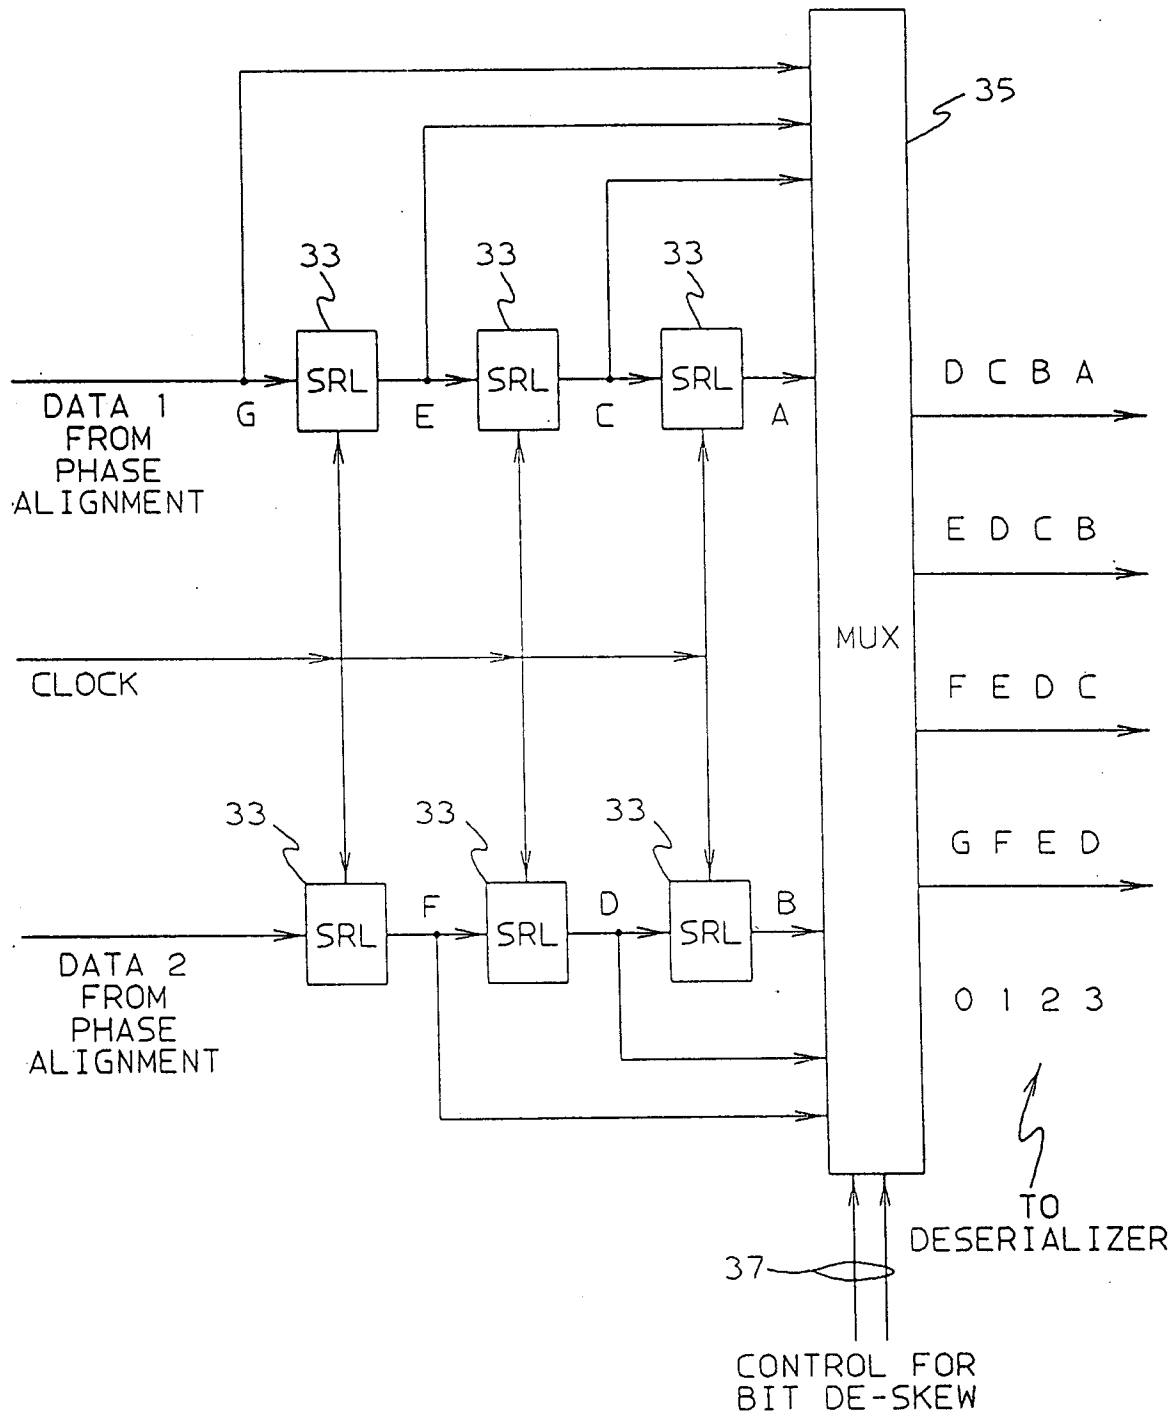 35
33
33
33
SRL
SRL
SRL
G
E
C
A
D C B A
DATA 1
FROM
PHASE
ALIGNMENT
E D C B
MUX
CLOCK
F E D C
33
33
33
G F E D
SRL
SRL
SRL
F
D
B
DATA 2
FROM
PHASE
ALIGNMENT
0 1 2 3
TO
DESERIALIZER
37
CONTROL FOR
BIT DE-SKEW